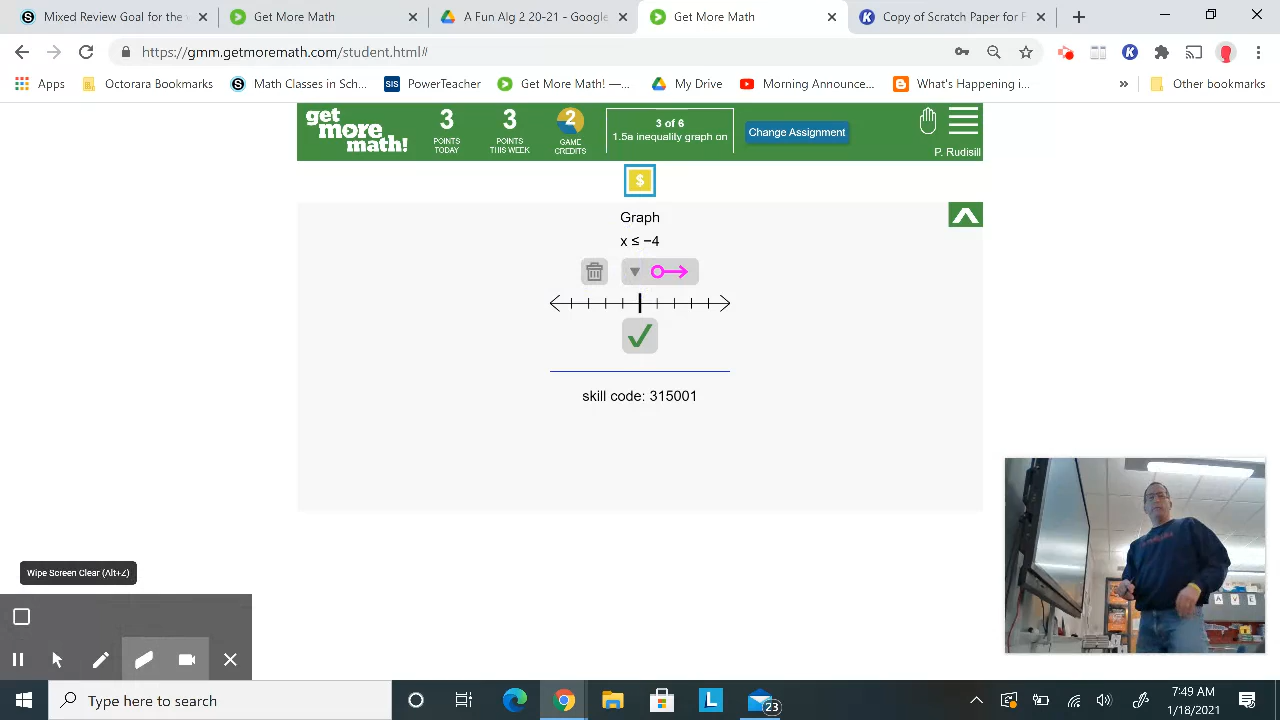 Mixed Review Goal for the
Get More Math
A Fun Alg 2 20-21 - Google
Get More Math
Copy of Scratch Paper for F
https://gmm.getmoremath.com/student.html#
Apps
Octorara Bookmarks
Math Classes in Sch...
SIS
PowerTeacher
Get More Math! —...
My Drive
Morning Announce...
What's Happening i...
»
Other bookmarks
get more math!
3
POINTS TODAY
3
POINTS THIS WEEK
2
GAME CREDITS
3 of 6
1.5a inequality graph on
Change Assignment
P. Rudisill
$
Graph
x ≤ −4
skill code: 315001
Wipe Screen Clear (Alt+Z)
A V E
Type here to search
L
23
7:49 AM
1/18/2021